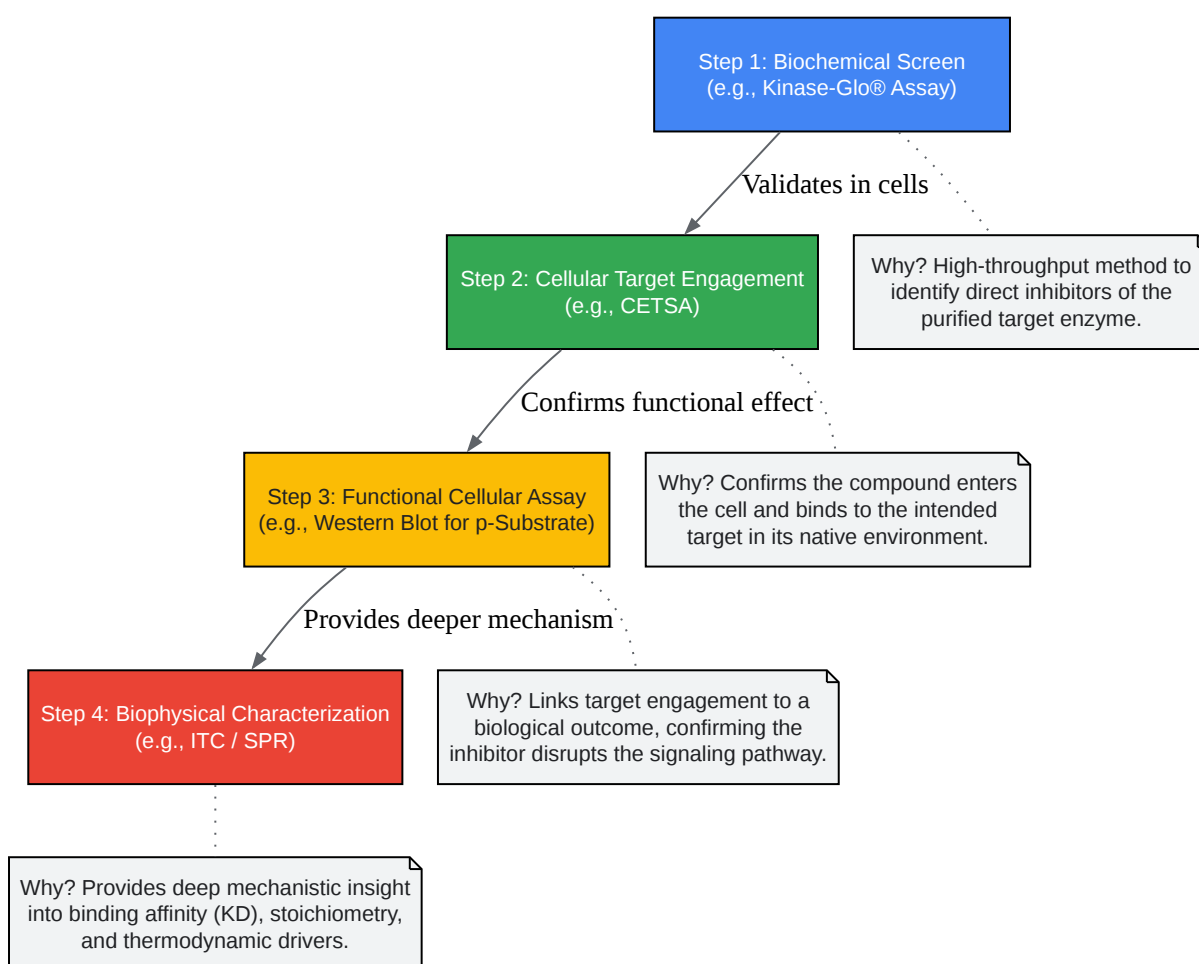 Step 1: Biochemical Screen
(e.g., Kinase-Glo® Assay)
Validates in cells
Step 2: Cellular Target Engagement
(e.g., CETSA)
Why? High-throughput method to
identify direct inhibitors of the
purified target enzyme.
Confirms functional effect
Step 3: Functional Cellular Assay
(e.g., Western Blot for p-Substrate)
Why? Confirms the compound enters
the cell and binds to the intended
target in its native environment.
Provides deeper mechanism
Step 4: Biophysical Characterization
(e.g., ITC / SPR)
Why? Links target engagement to a
biological outcome, confirming the
inhibitor disrupts the signaling pathway.
Why? Provides deep mechanistic insight
into binding affinity (KD), stoichiometry,
and thermodynamic drivers.